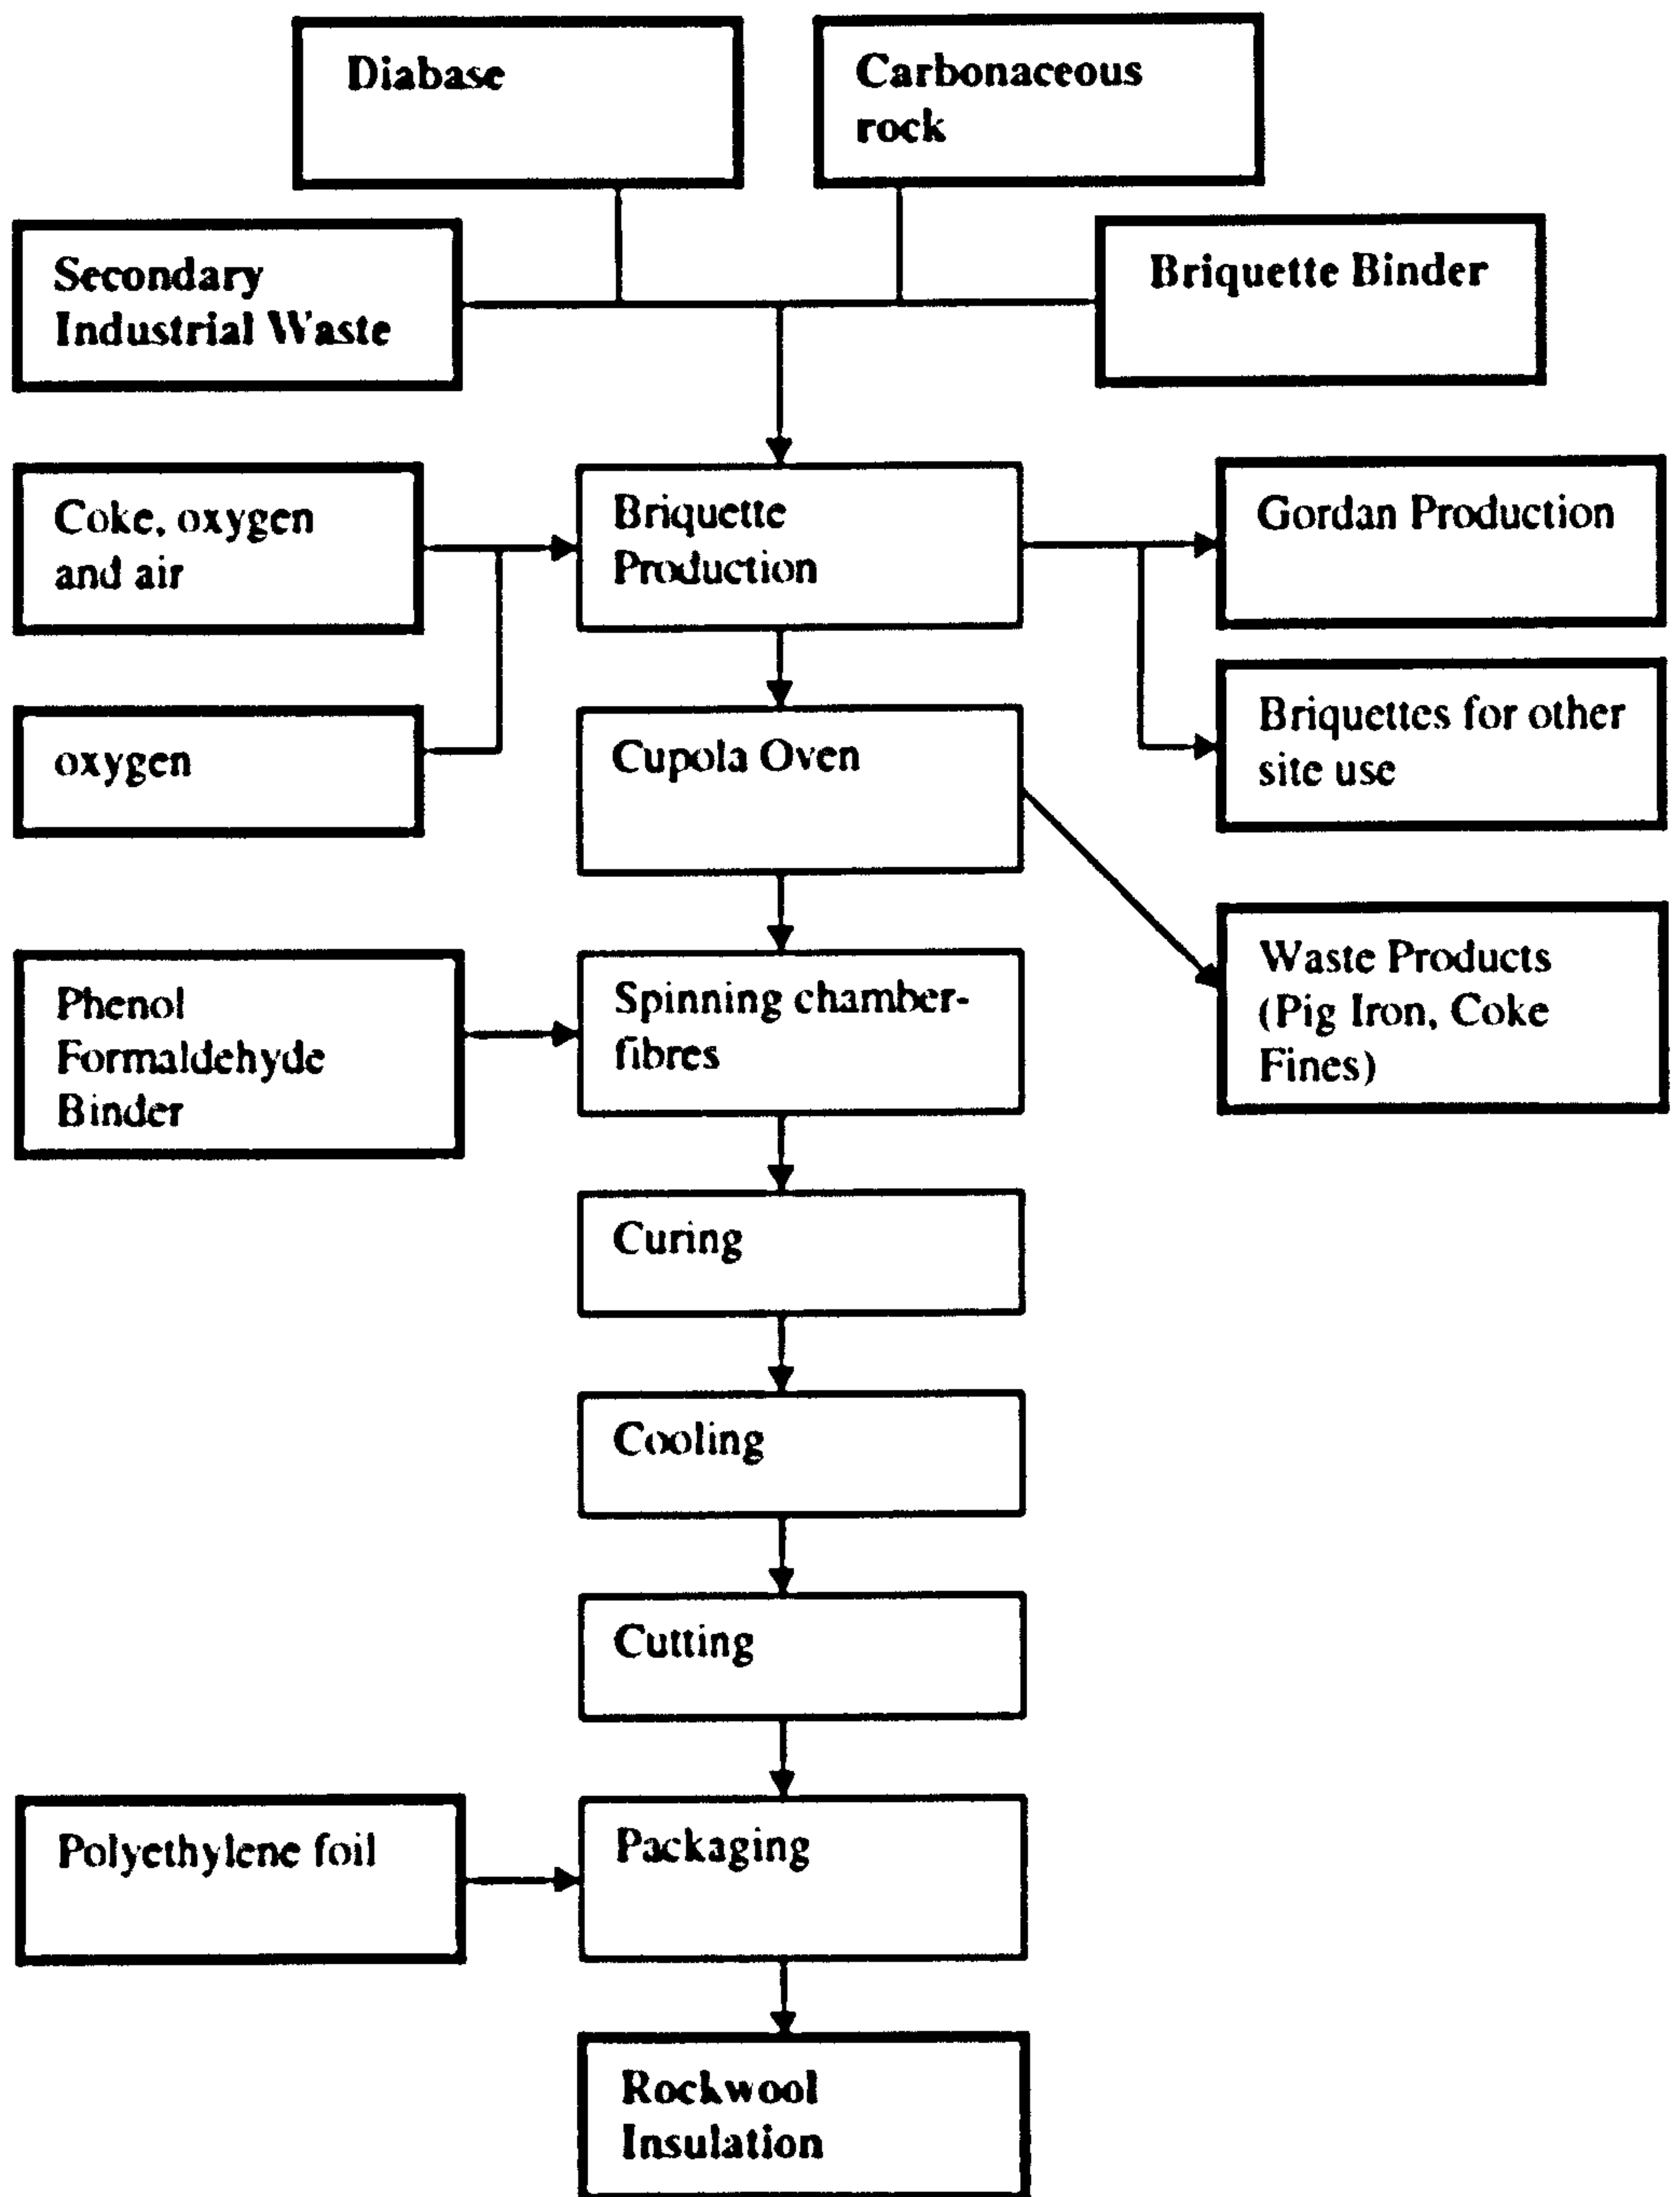 Diabase
Carbonaceous
rock
Secondary
Industrial Waste
Briquette Binder
Coke, oxygen
and air
Briquette
Production
Gordan Production
oxygen
Cupola Oven
Briquettes for other
site use
Phenol
Formaldehyde
Binder
Spinning chamber-
fibres
Waste Products
(Pig Iron, Coke
Fines)
Curing
Cooling
Cutting
Polyethylene foil
Packaging
Rockwool
Insulation